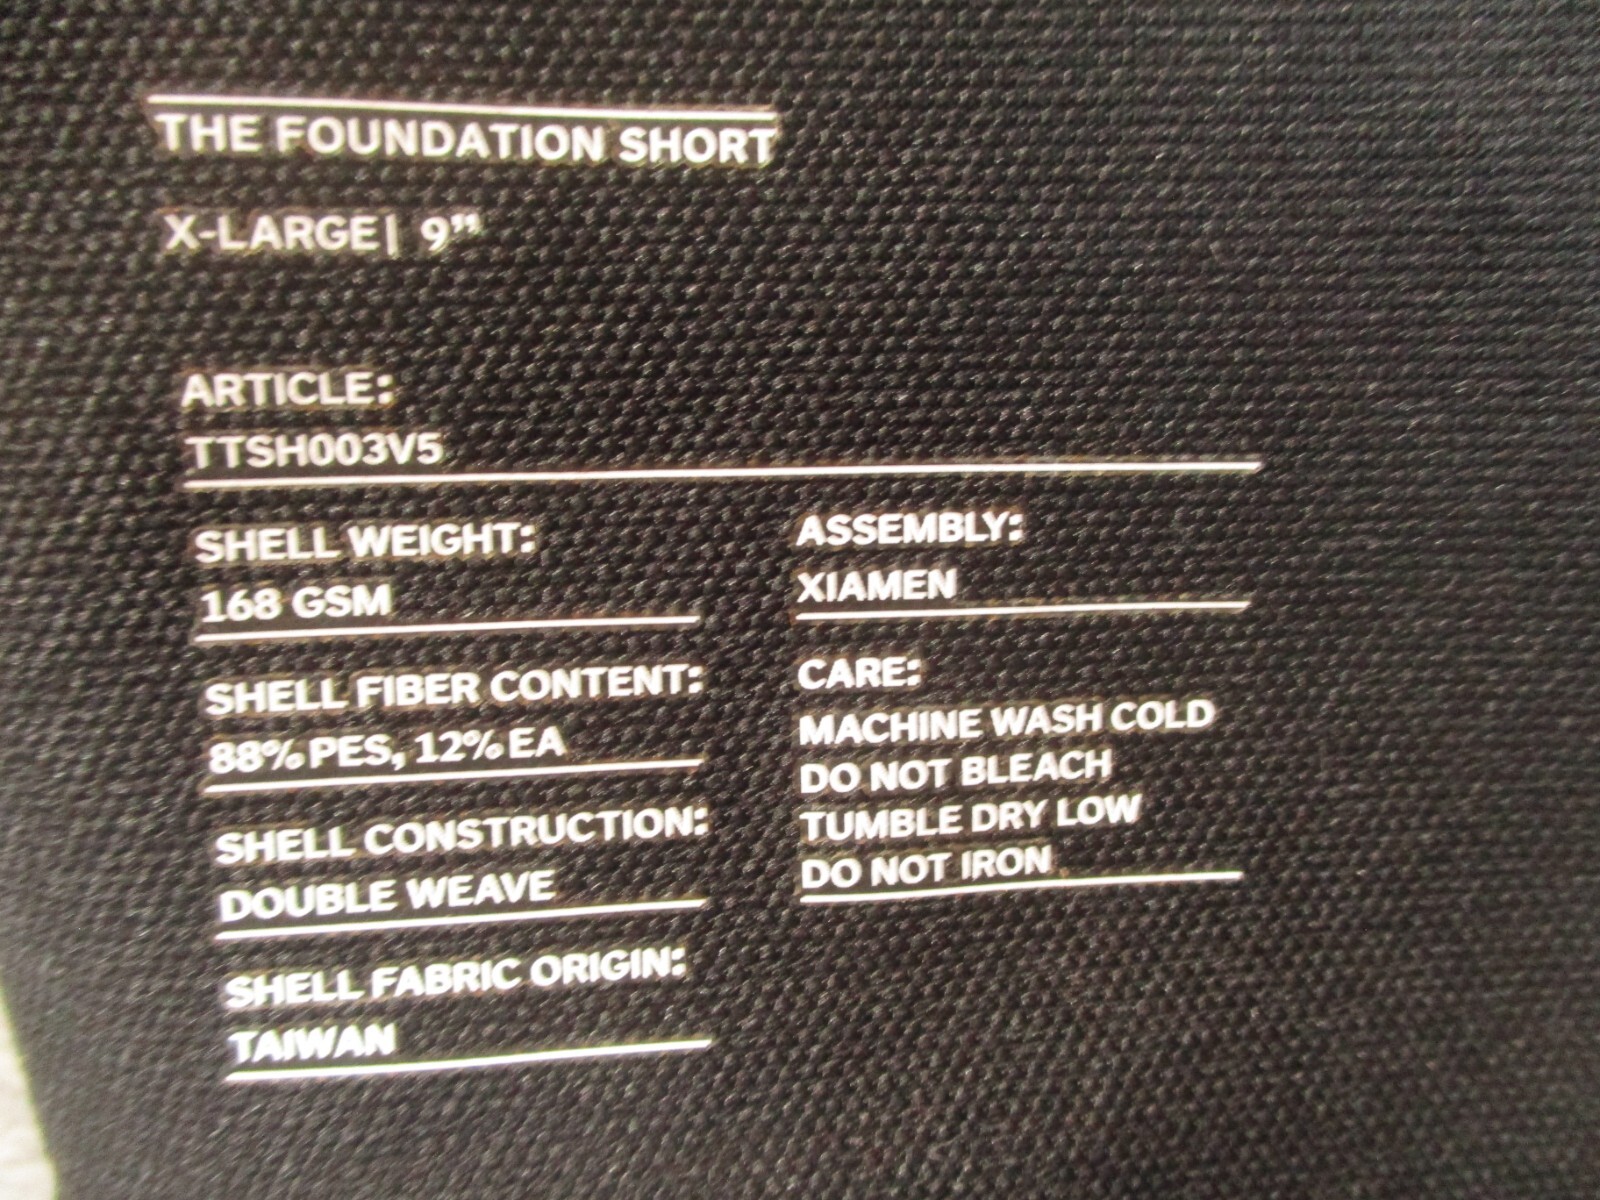 THE FOUNDATION SHORT
X-LARGE| 9"
ARTICLE:
TTSH003V5
SHELL WEIGHT:
168 GSM
SHELL FIBER CONTENT:
88% PES, 12% EA
SHELL CONSTRUCTION:
DOUBLE WEAVE
SHELL FABRIC ORIGIN:
TAIWAN
ASSEMBLY:
XIAMEN
CARE:
MACHINE WASH COLD
DO NOT BLEACH
TUMBLE DRY LOW
DO NOT IRON